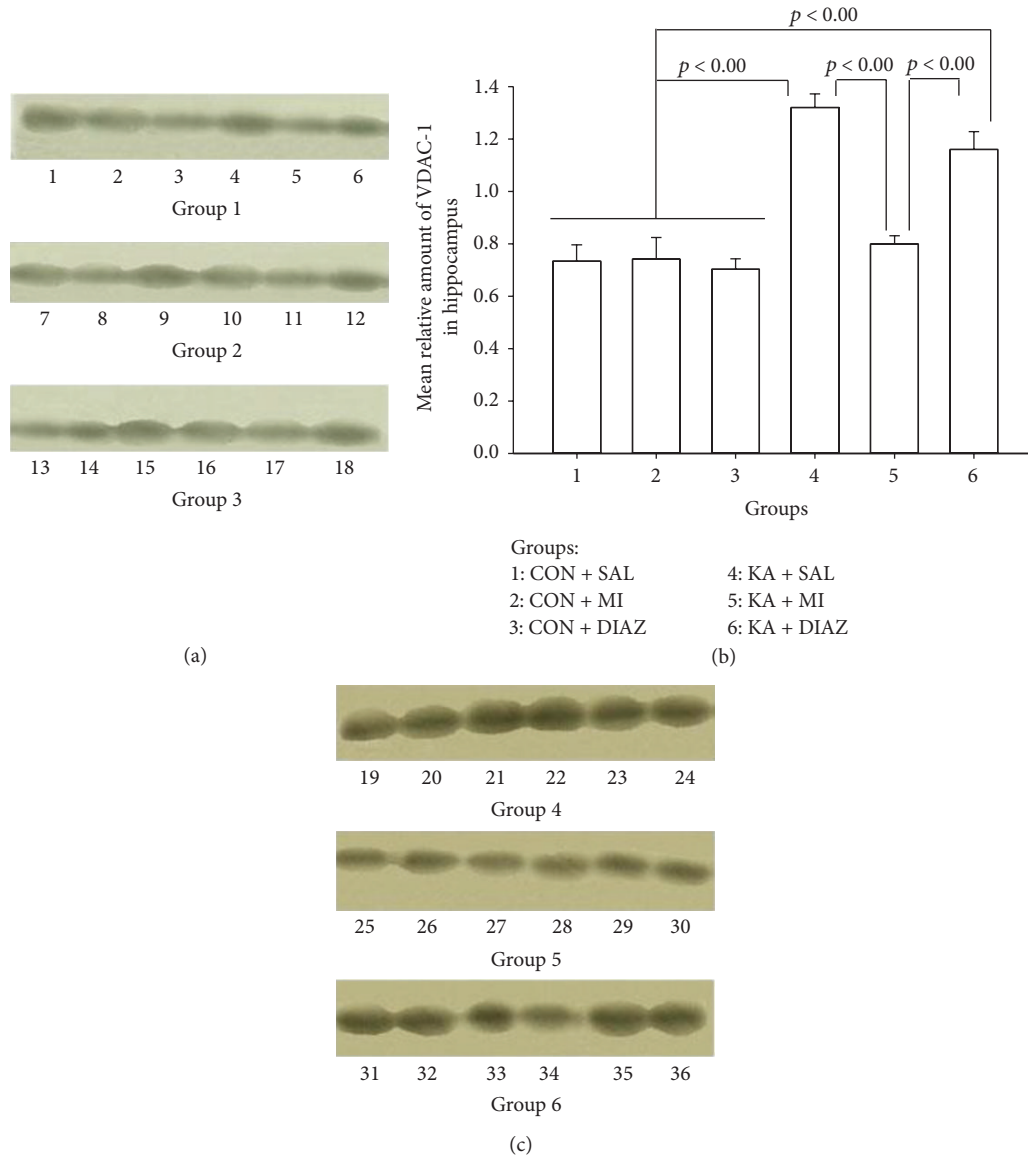 1 2 3 4 5 6
Group 1
7 8 9 10 11 12
Group 2
13 14 15 16 17 18
Group 3
(a)
p < 0.00
p < 0.00
p < 0.00 p < 0.00
Mean relative amount of VDAC-1
in hippocampus
1.4
1.2
1.0
0.8
0.6
0.4
0.2
0.0
1 2 3 4 5 6
Groups
Groups:
1: CON + SAL
2: CON + MI
3: CON + DIAZ
4: KA + SAL
5: KA + MI
6: KA + DIAZ
(b)
19 20 21 22 23 24
Group 4
25 26 27 28 29 30
Group 5
31 32 33 34 35 36
Group 6
(c)